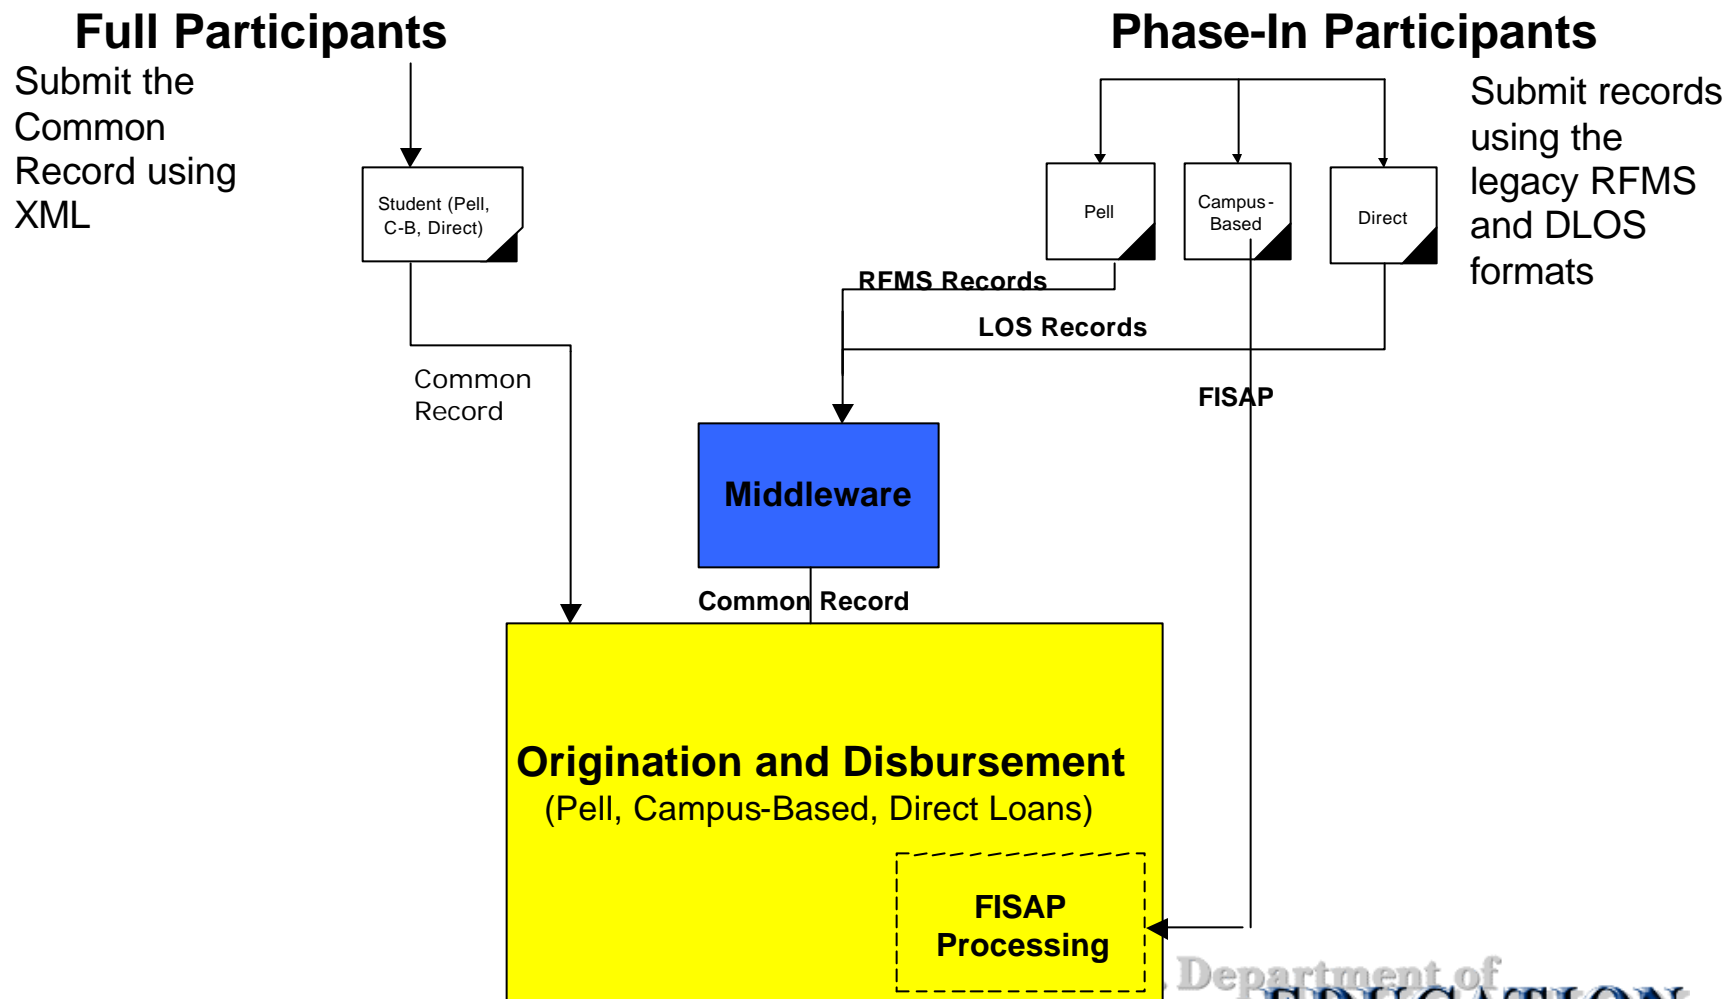 Full Participants
Submit the
Common
Record using
XML
Student (Pell,
C-B, Direct)
Common
Record
Phase-In Participants
Submit records
using the
legacy RFMS
and DLOS
formats
Pell
Campus-
Based
Direct
RFMS Records
LOS Records
FISAP
Middleware
Common Record
Origination and Disbursement
(Pell, Campus-Based, Direct Loans)
FISAP
Processing
Department of
EDUCATION